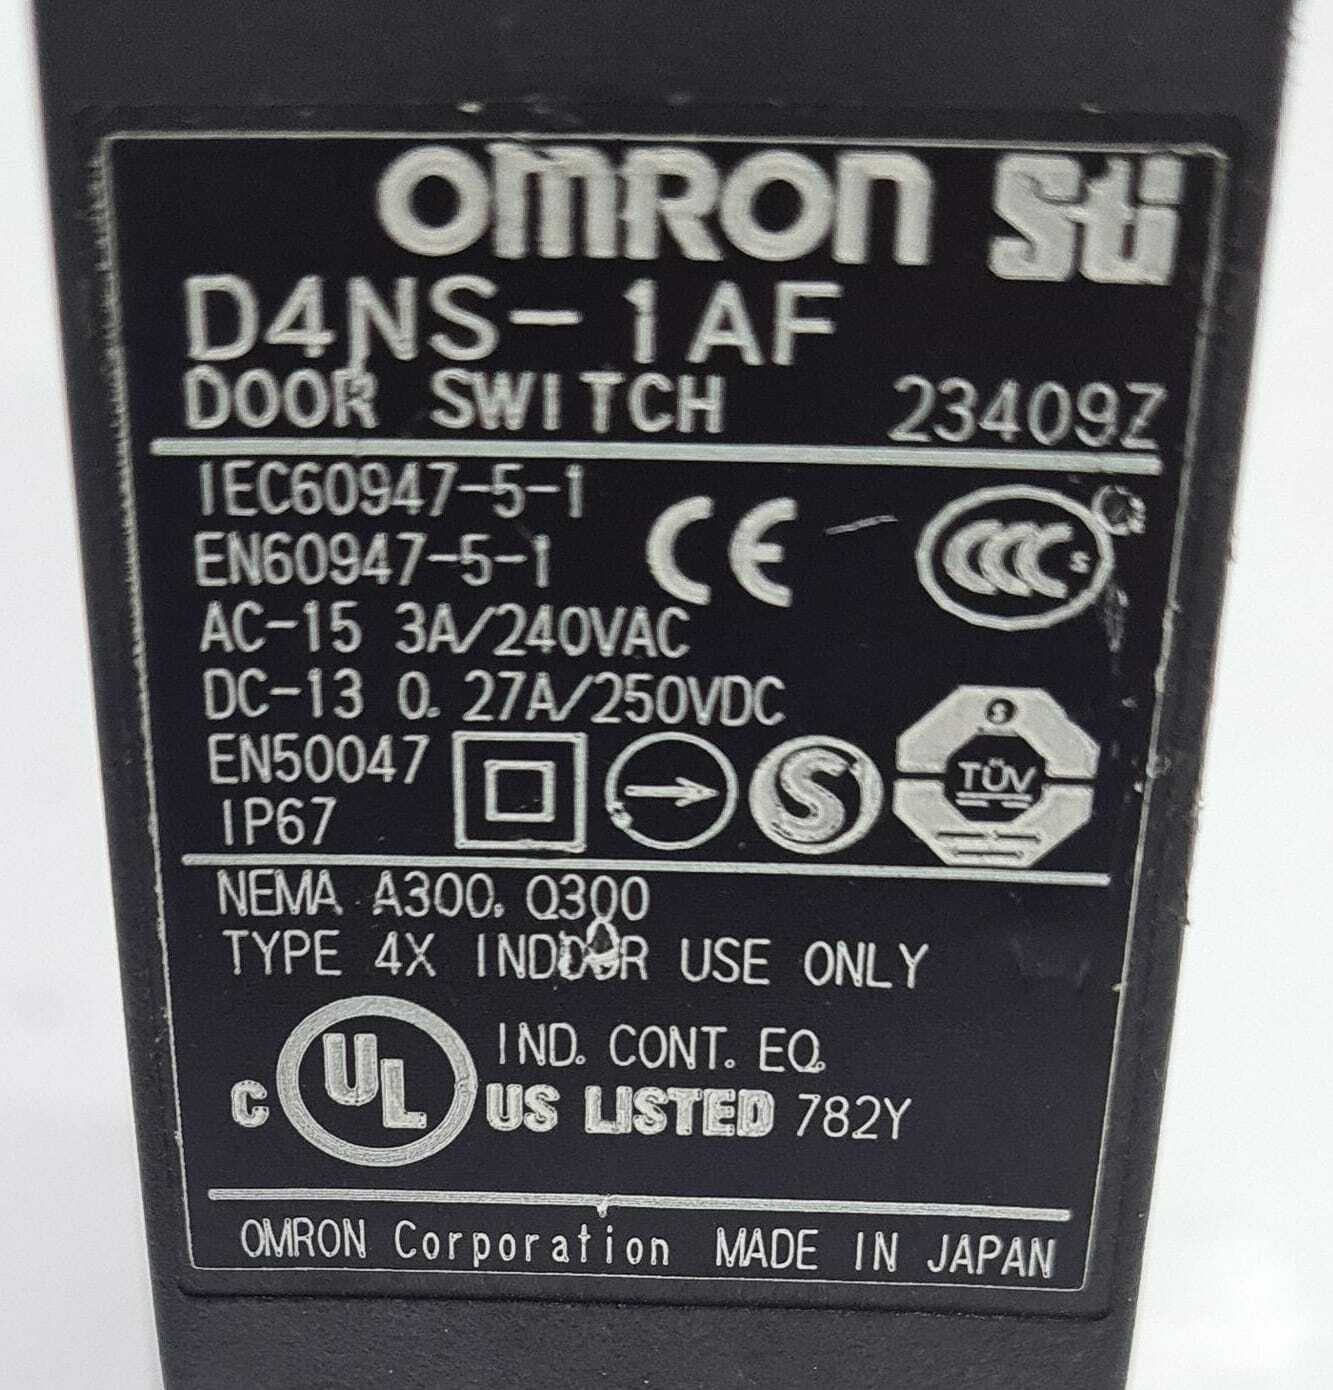 OMRON Sti
D4NS-1AF
DOOR SWITCH 23409Z
IEC60947-5-1
EN60947-5-1
CE CCC S
AC-15 3A/240VAC
DC-13 0.27A/250VDC
EN50047
IP67
S
S TÜV
NEMA A300, Q300
TYPE 4X INDOOR USE ONLY
IND. CONT. EQ.
C UL US LISTED 782Y
OMRON Corporation MADE IN JAPAN